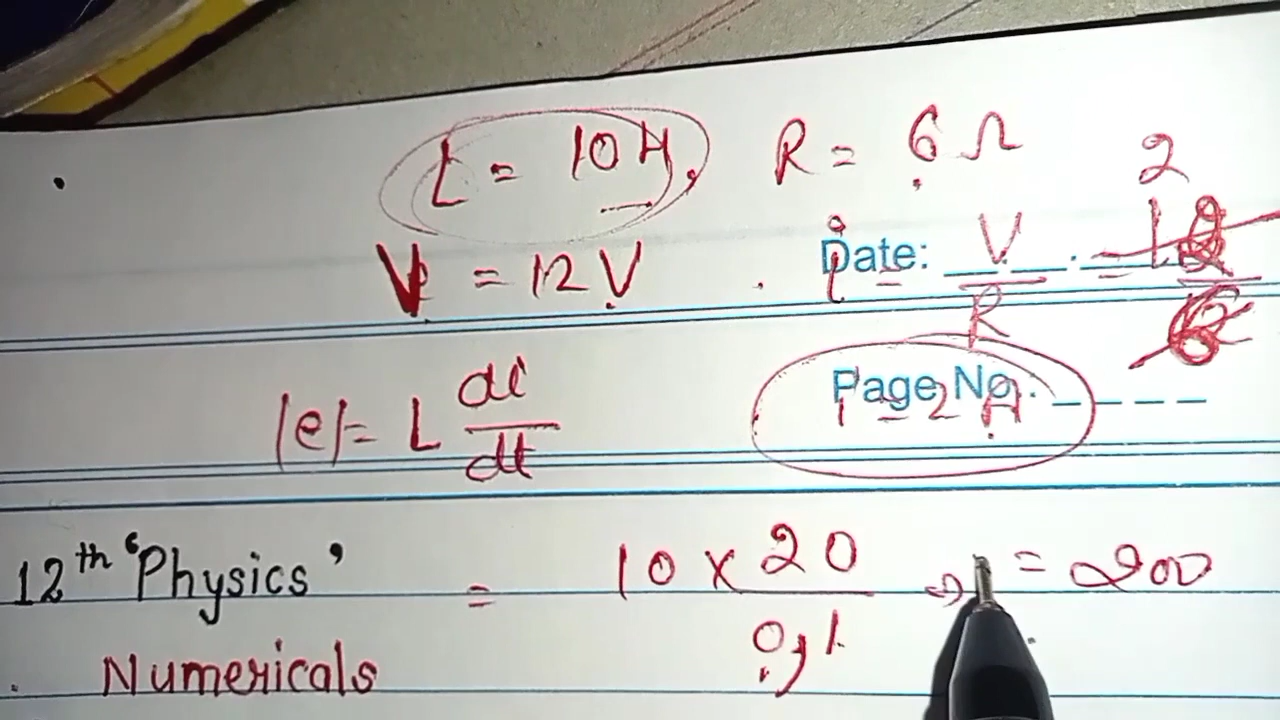 L = 10H, R = 6 Ω
V = 12 V
Date: i = V/R = 12/6 2
Page No. i = 2 A
|e| = L di/dt
12th 'Physics'
= 10 x 20 / 0,1 => = 200
Numericals